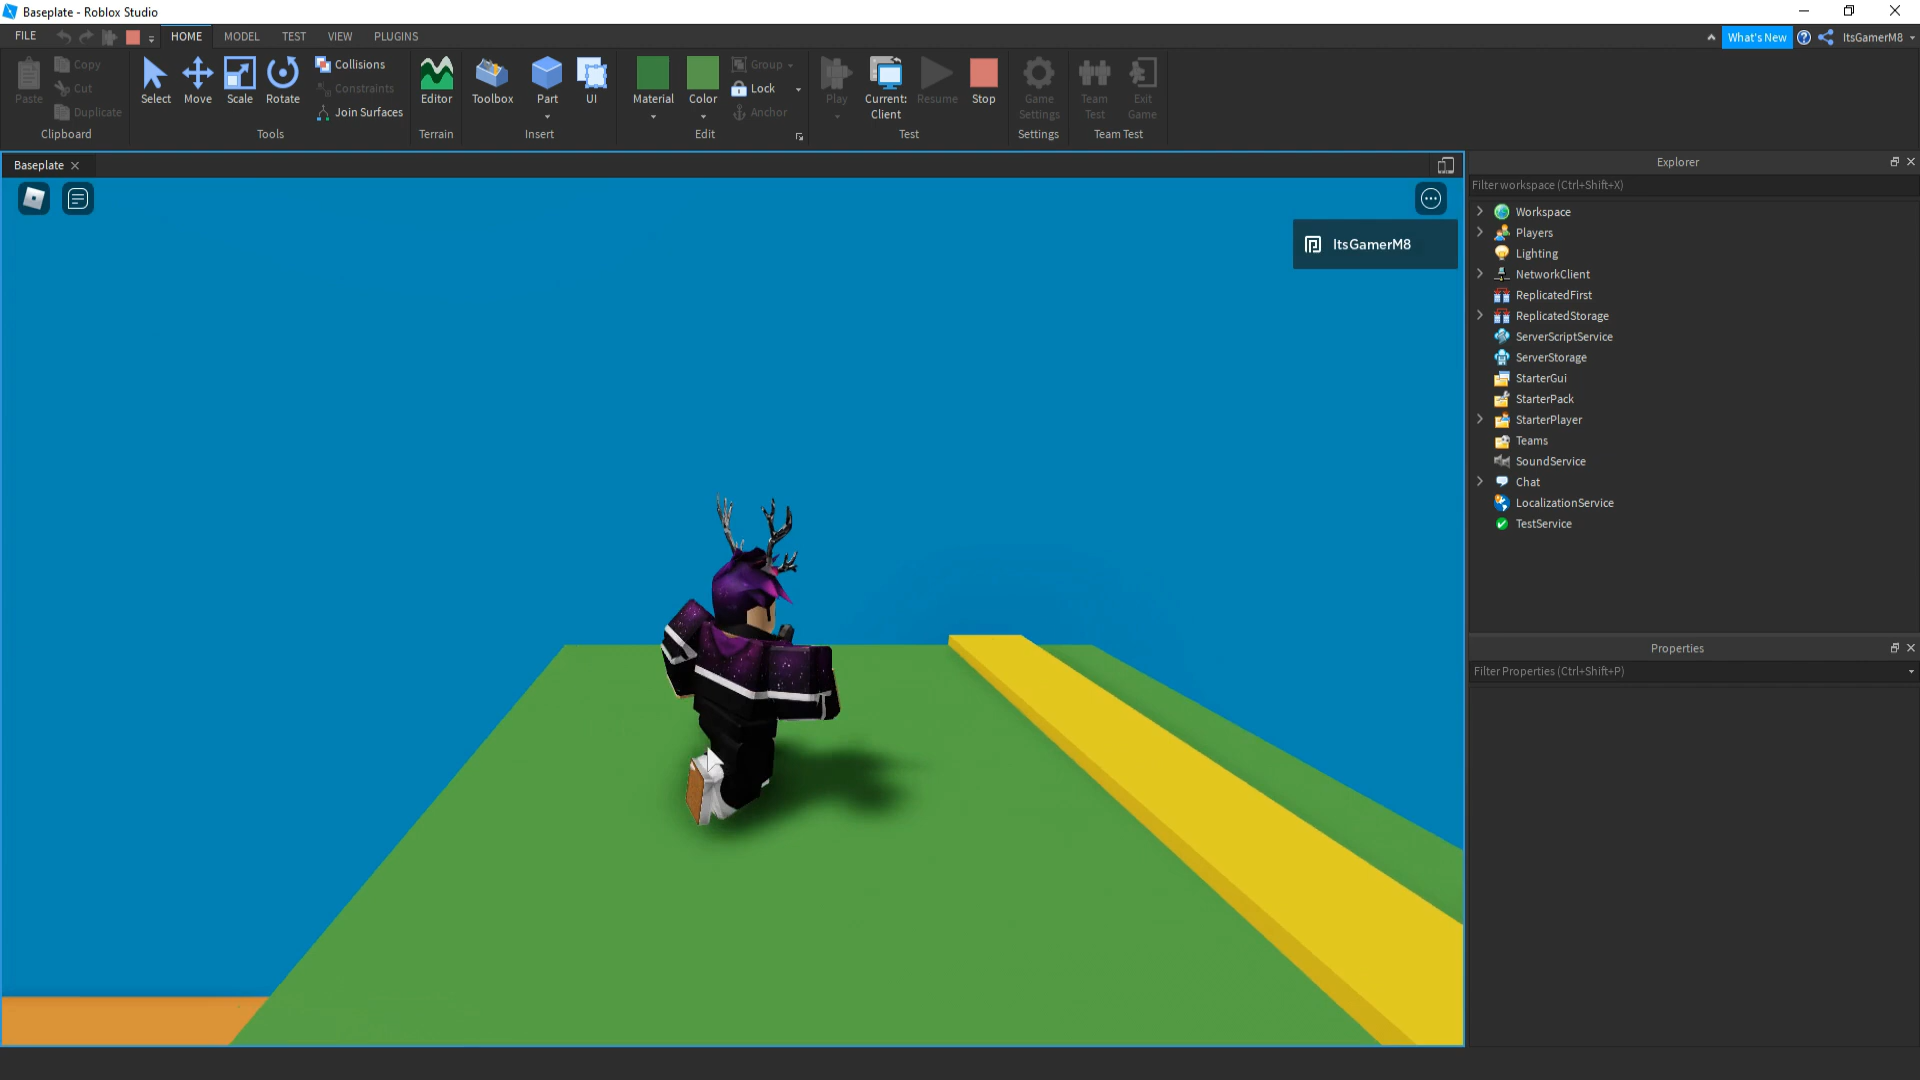 Baseplate - Roblox Studio
FILE HOME MODEL TEST VIEW PLUGINS What's New ItsGamerM8
Paste Copy Cut Duplicate
Clipboard
Select Move Scale Rotate Collisions Constraints Join Surfaces
Tools
Editor
Terrain
Toolbox Part UI
Insert
Material Color Group Lock Anchor
Edit
Play Current: Client Resume Stop
Test
Game Settings
Settings
Team Test Exit Game
Team Test
Baseplate
ItsGamerM8
Explorer
Filter workspace (Ctrl+Shift+X)
Workspace
Players
Lighting
NetworkClient
ReplicatedFirst
ReplicatedStorage
ServerScriptService
ServerStorage
StarterGui
StarterPack
StarterPlayer
Teams
SoundService
Chat
LocalizationService
TestService
Properties
Filter Properties (Ctrl+Shift+P)